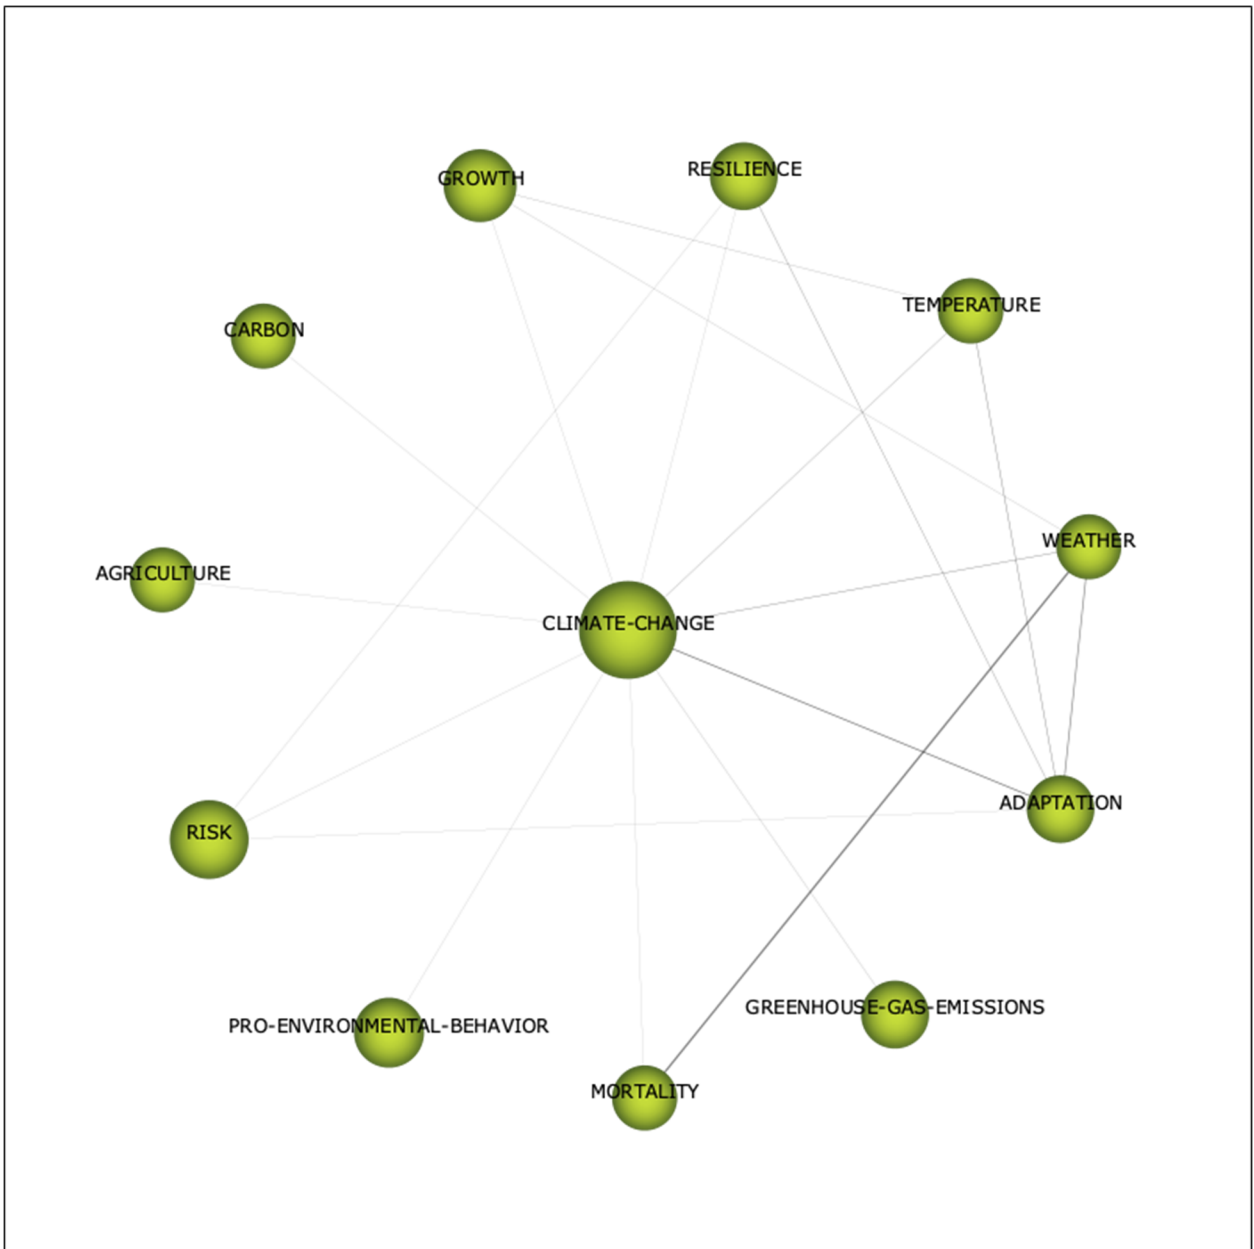 RESILIENCE
GROWTH
TEMPERATURE
CARBON
WEATHER
AGRICULTURE
CLIMATE-CHANGE
ADAPTATION
RISK
GREENHOUSE-GAS-EMISSIONS
PRO-ENVIRONMENTAL-BEHAVIOR
MORTALITY